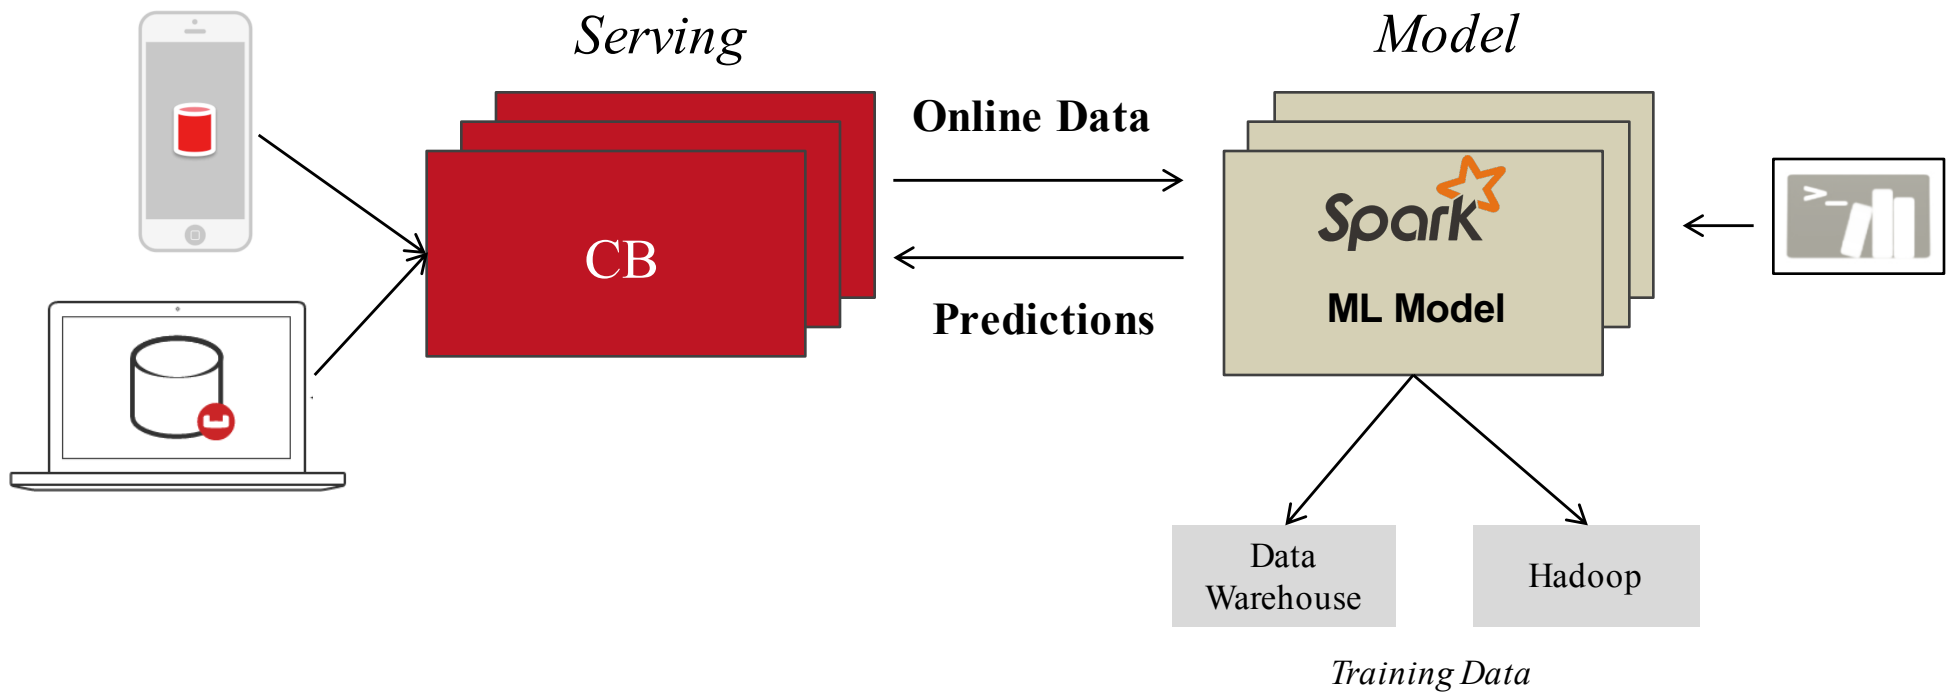 Serving
Model
Online Data
CB
Predictions
Spark
ML Model
>_
Data
Warehouse
Hadoop
Training Data